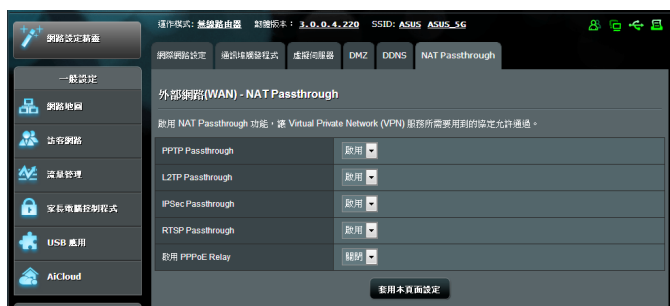 網路設定精靈
運作模式: 無線路由器 韌體版本: 3.0.0.4.220 SSID: ASUS ASUS_5G
網際網路設定 通訊埠觸發程式 虛擬伺服器 DMZ DDNS NAT Passthrough
一般設定
網路地圖
訪客網路
流量管理
家長電腦控制程式
USB 應用
AiCloud
外部網路(WAN) - NAT Passthrough
啟用 NAT Passthrough 功能，讓 Virtual Private Network (VPN) 服務所需要用到的協定允許通過。
PPTP Passthrough 啟用
L2TP Passthrough 啟用
IPSec Passthrough 啟用
RTSP Passthrough 啟用
啟用 PPPoE Relay 關閉
套用本頁面設定